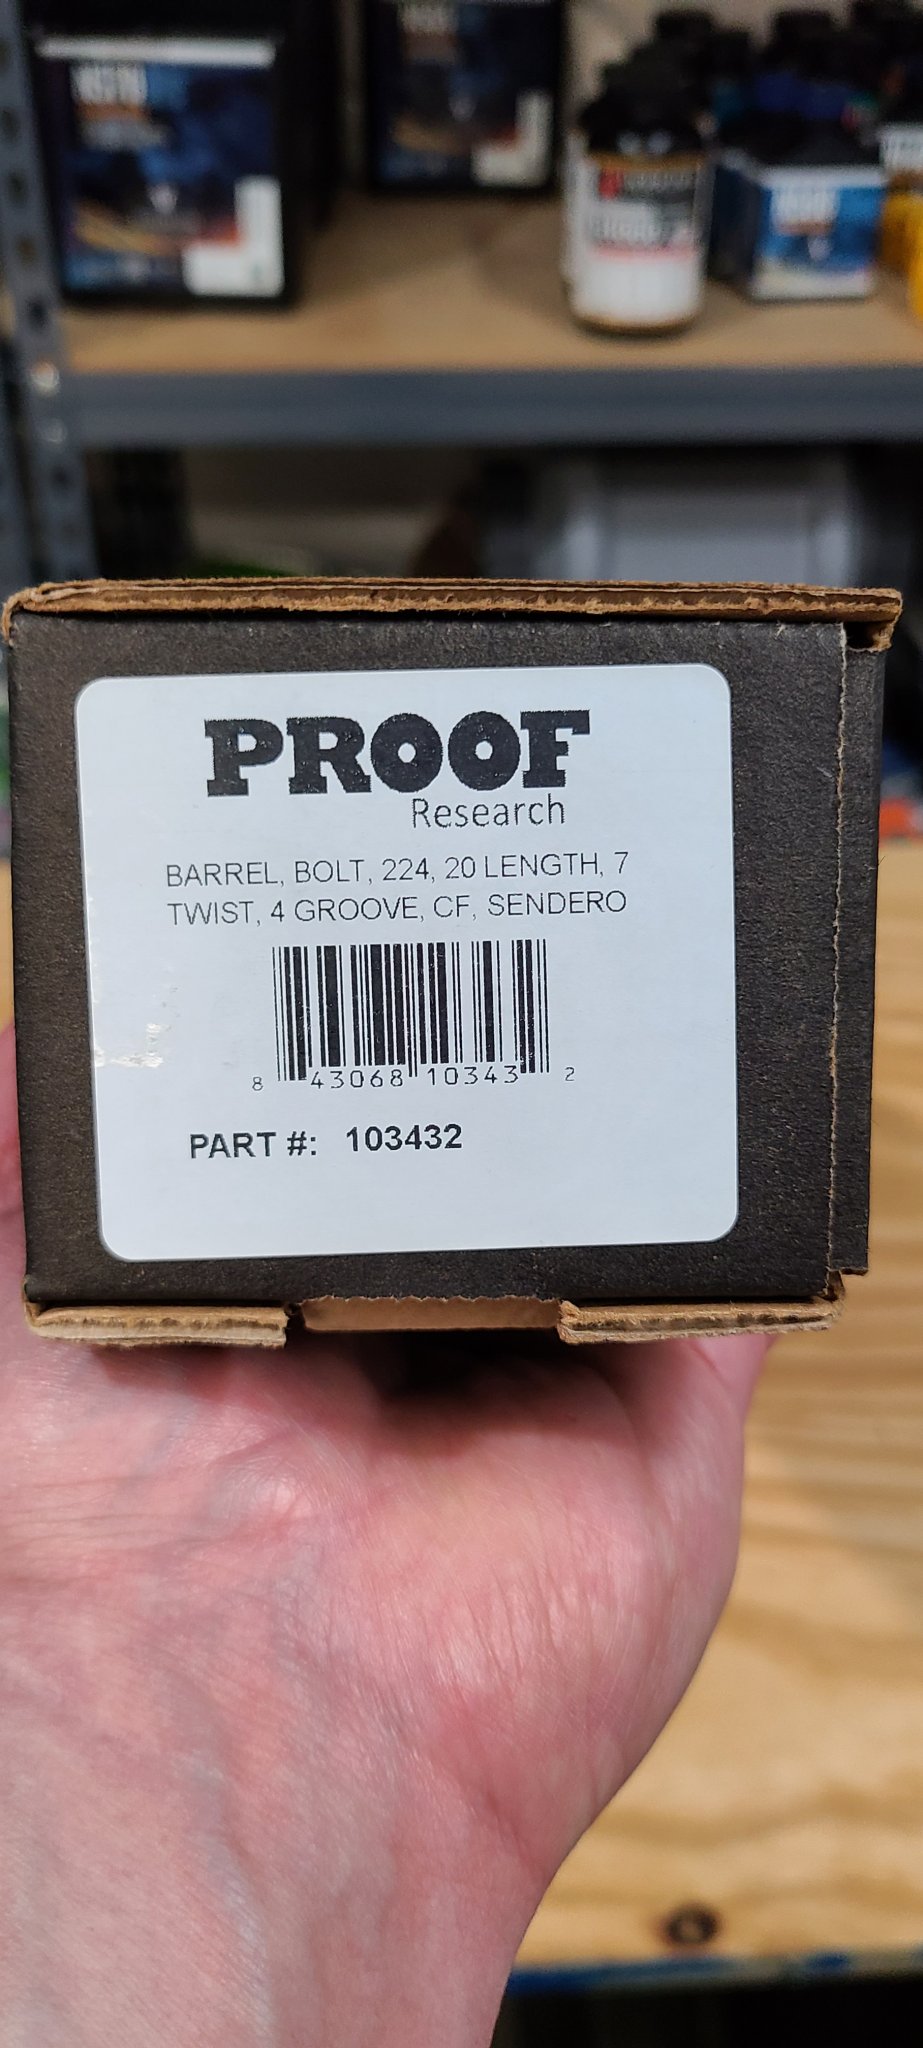 PROOF
Research
BARREL, BOLT, 224, 20 LENGTH, 7
TWIST, 4 GROOVE, CF, SENDERO
8 43068 10343 2
PART #: 103432